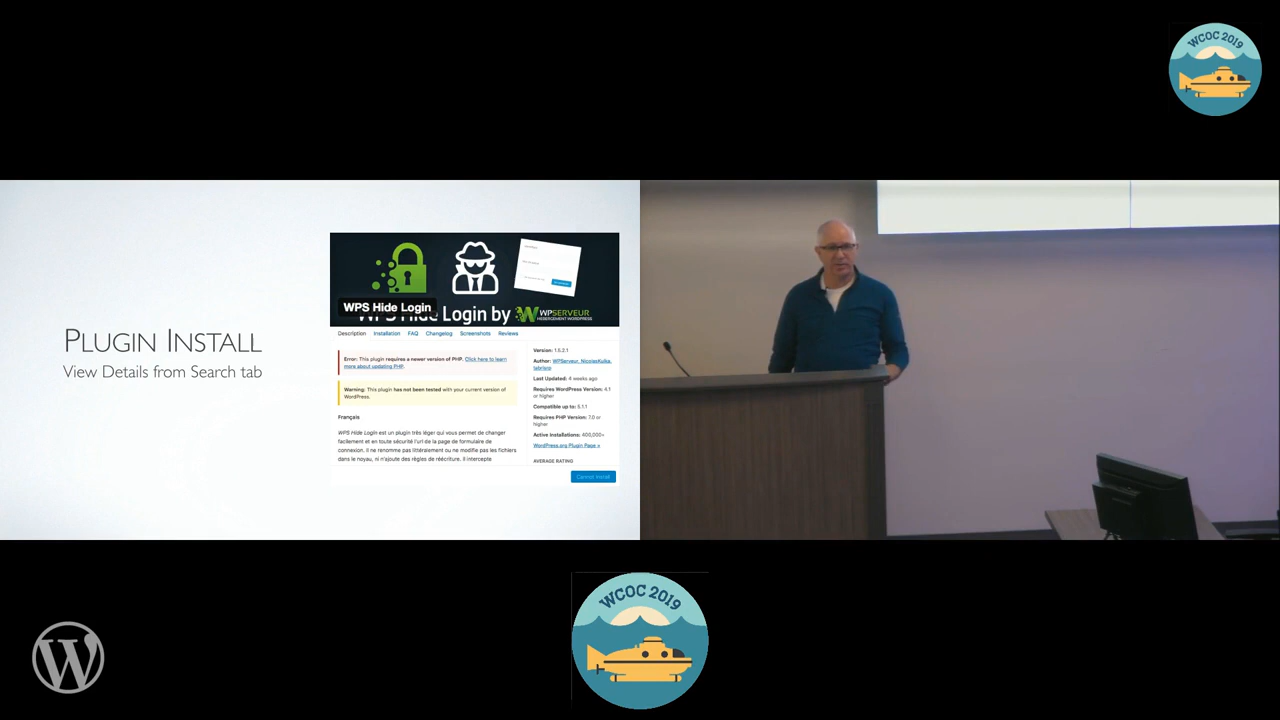 WCOC 2019
PLUGIN INSTALL
View Details from Search tab
WPS Hide Login
Login by WPSERVEUR
HÉBERGEMENT WORDPRESS
Description Installation FAQ Changelog Screenshots Reviews
Error: This plugin requires a newer version of PHP. Click here to learn
more about updating PHP.
Warning: This plugin has not been tested with your current version of
WordPress.
Français
WPS Hide Login est un plugin très léger qui vous permet de changer
facilement et en toute sécurité l'url de la page de formulaire de
connexion. Il ne renomme pas littéralement ou ne modifie pas les fichiers
dans le noyau, ni n'ajoute des règles de réécriture. Il intercepte
Version: 1.5.2.1
Author: WPServeur, NicolasKulka,
Last Updated: 4 weeks ago
Requires WordPress Version: 4.1
or higher
Compatible up to: 5.1.1
Requires PHP Version: 7.0 or
higher
Active Installations: 400,000+
WordPress.org Plugin Page »
AVERAGE RATING
Cannot Install
WCOC 2019